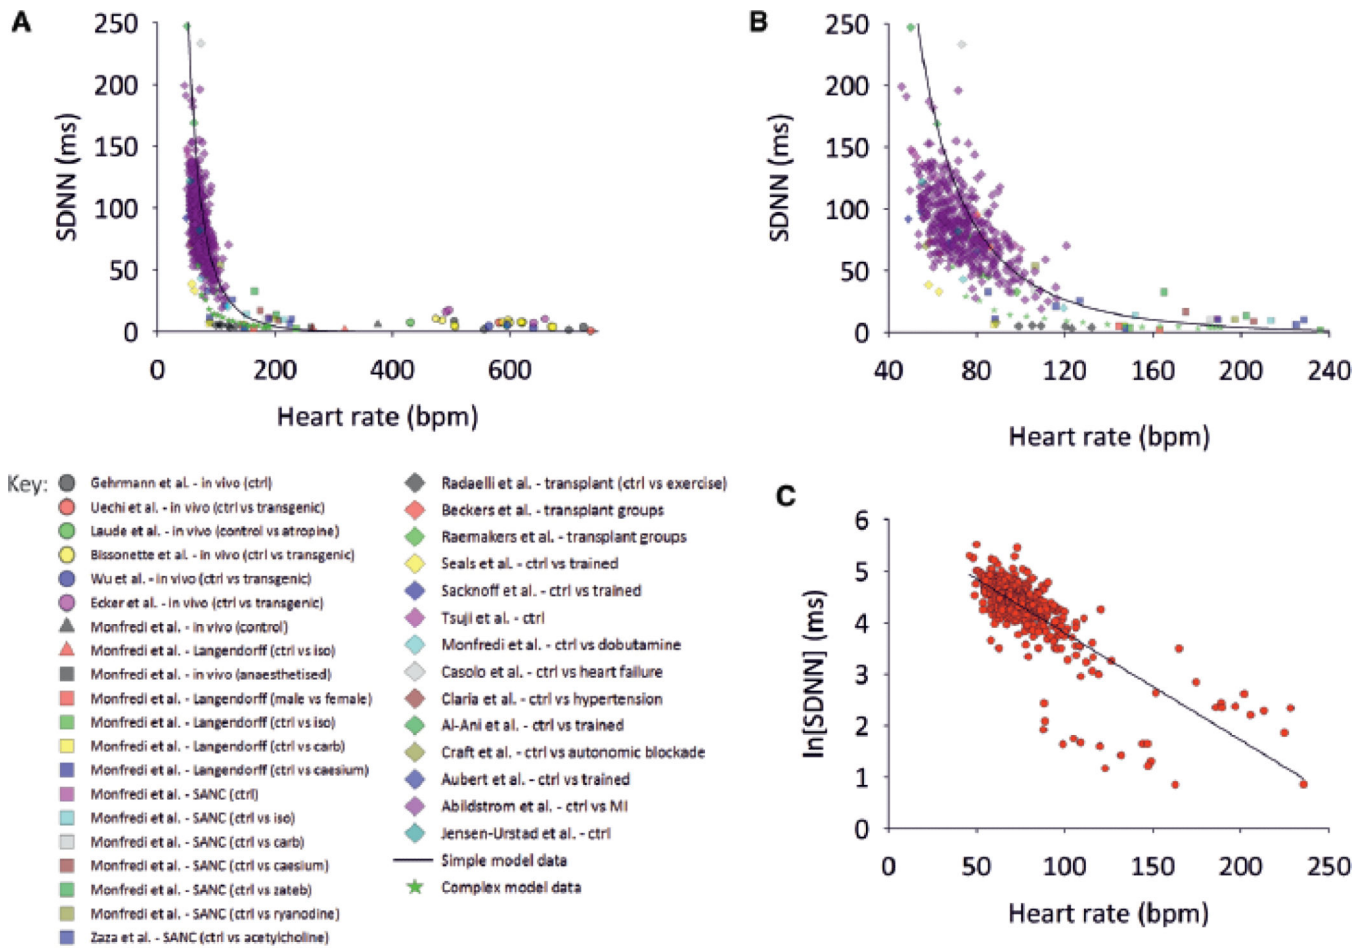 A
250
200
150
100
50
0
SDNN (ms)
0 200 400 600
Heart rate (bpm)
B
250
200
150
100
50
0
SDNN (ms)
40 80 120 160 200 240
Heart rate (bpm)
Key:
Gehrmann et al. - in vivo (ctrl)
Uechi et al. - in vivo (ctrl vs transgenic)
Laude et al. - in vivo (control vs atropine)
Bissonette et al. - in vivo (ctrl vs transgenic)
Wu et al. - in vivo (ctrl vs transgenic)
Ecker et al. - in vivo (ctrl vs transgenic)
Monfredi et al. - in vivo (control)
Monfredi et al. - Langendorff (ctrl vs iso)
Monfredi et al. - in vivo (anaesthetised)
Monfredi et al. - Langendorff (male vs female)
Monfredi et al. - Langendorff (ctrl vs iso)
Monfredi et al. - Langendorff (ctrl vs carb)
Monfredi et al. - Langendorff (ctrl vs caesium)
Monfredi et al. - SANC (ctrl)
Monfredi et al. - SANC (ctrl vs iso)
Monfredi et al. - SANC (ctrl vs carb)
Monfredi et al. - SANC (ctrl vs caesium)
Monfredi et al. - SANC (ctrl vs zateb)
Monfredi et al. - SANC (ctrl vs ryanodine)
Zaza et al. - SANC (ctrl vs acetylcholine)
Radaelli et al. - transplant (ctrl vs exercise)
Beckers et al. - transplant groups
Raemakers et al. - transplant groups
Seals et al. - ctrl vs trained
Sacknoff et al. - ctrl vs trained
Tsuji et al. - ctrl
Monfredi et al. - ctrl vs dobutamine
Casolo et al. - ctrl vs heart failure
Claria et al. - ctrl vs hypertension
Al-Ani et al. - ctrl vs trained
Craft et al. - ctrl vs autonomic blockade
Aubert et al. - ctrl vs trained
Abildstrom et al. - ctrl vs MI
Jensen-Urstad et al. - ctrl
Simple model data
Complex model data
C
6
5
4
3
2
1
0
ln[SDNN] (ms)
0 50 100 150 200 250
Heart rate (bpm)